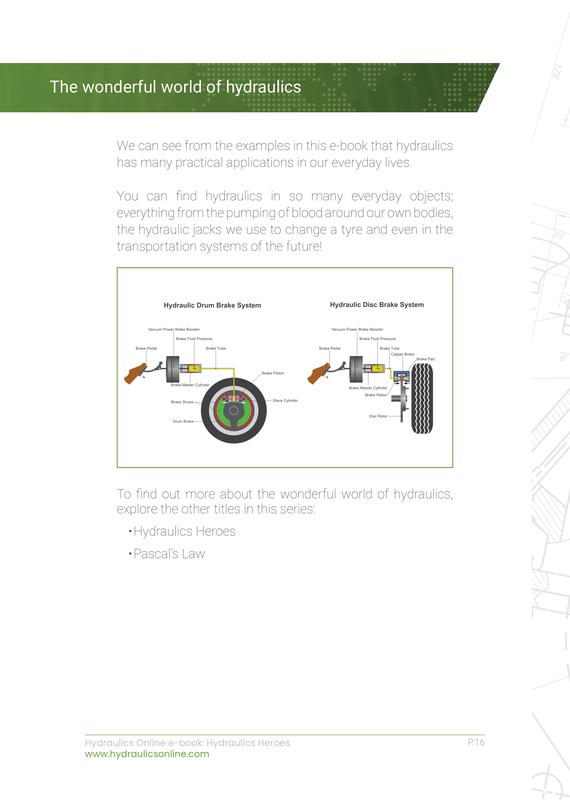 The wonderful world of hydraulics
We can see from the examples in this e-book that hydraulics
has many practical applications in our everyday lives.
You can find hydraulics in so many everyday objects;
everything from the pumping of blood around our own bodies,
the hydraulic jacks we use to change a tyre and even in the
transportation systems of the future!
Hydraulic Drum Brake System
Vacuum Power Brake Booster
Brake Fluid Pressure
Brake Pedal
Brake Tube
Brake Piston
Brake Master Cylinder
Brake Shoes
Slave Cylinder
Drum Brake
Hydraulic Disc Brake System
Vacuum Power Brake Booster
Brake Fluid Pressure
Brake Pedal
Brake Tube
Caliper Brake
Brake Pad
Brake Master Cylinder
Brake Piston
Disc Rotor
To find out more about the wonderful world of hydraulics,
explore the other titles in this series:
•Hydraulics Heroes
•Pascal's Law
Hydraulics Online e-book: Hydraulics Heroes
P.16
www.hydraulicsonline.com